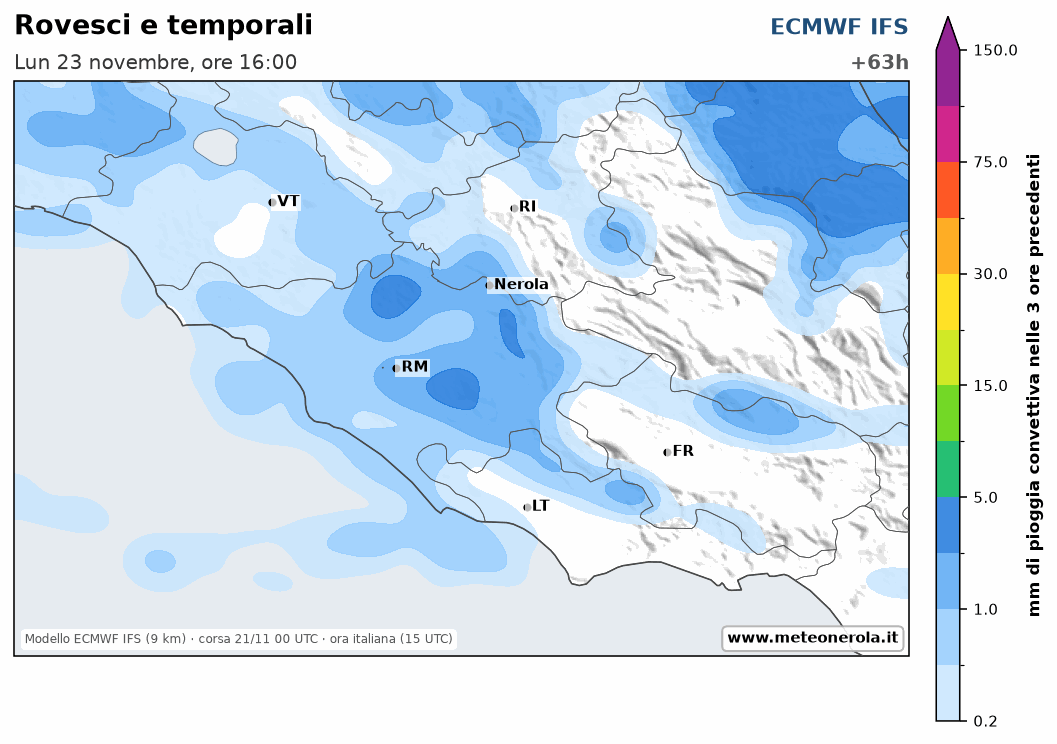 Rovesci e temporali
ECMWF IFS
Lun 23 novembre, ore 16:00
+63h
150.0
75.0
30.0
15.0
5.0
1.0
0.2
mm di pioggia convettiva nelle 3 ore precedenti
VT
RI
Nerola
RM
FR
LT
Modello ECMWF IFS (9 km) · corsa 21/11 00 UTC · ora italiana (15 UTC)
www.meteonerola.it